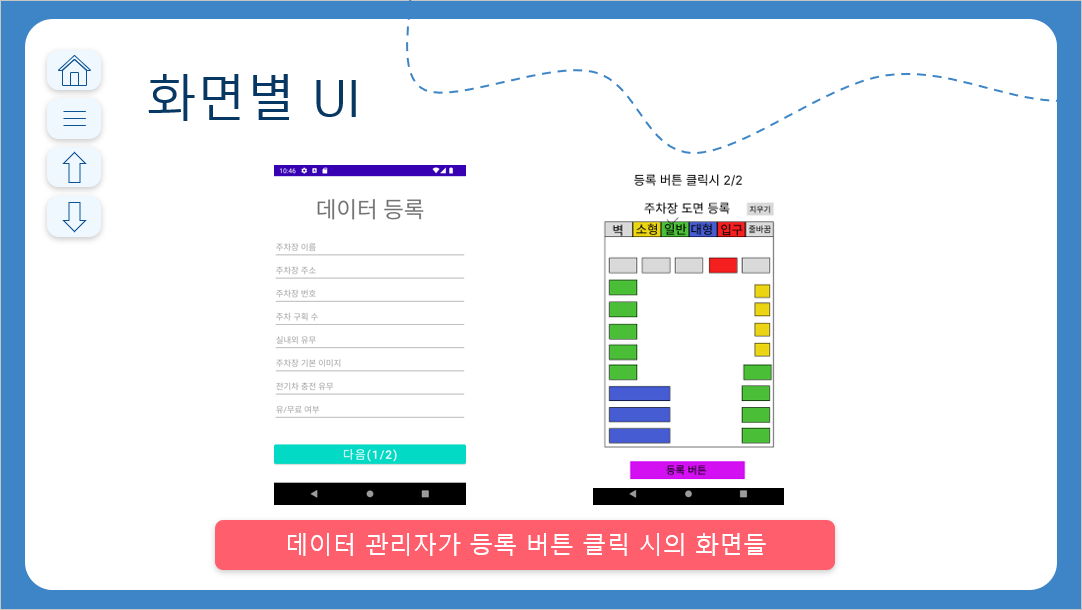 화면별 UI
10:46
데이터 등록
주차장 이름
주차장 주소
주차장 번호
주차 구획 수
실내외 유무
주차장 기본 이미지
전기차 충전 유무
유/무료 여부
다음(1/2)
등록 버튼 클릭시 2/2
주차장 도면 등록 지우기
벽 소형 일반 대형 입구 줄바꿈
등록 버튼
데이터 관리자가 등록 버튼 클릭 시의 화면들